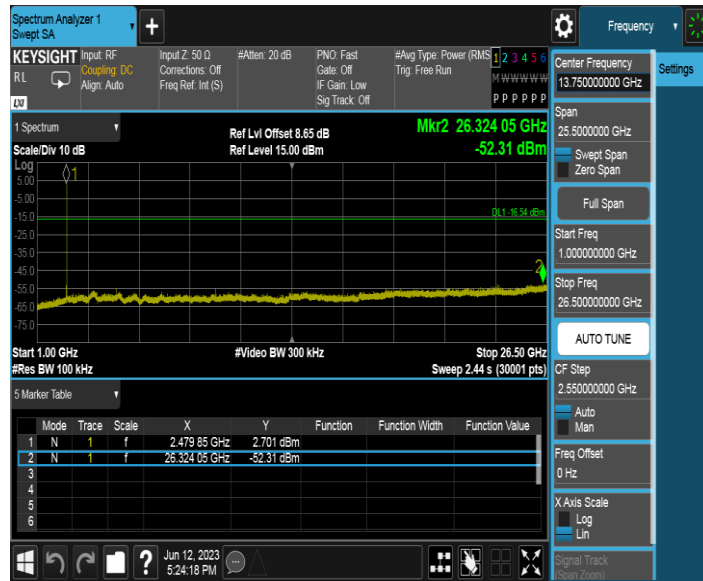 Spectrum Analyzer 1
Swept SA
+
Frequency
KEYSIGHT
RL
LXI
Input: RF
Coupling: DC
Align: Auto
Input Z: 50 Ω
Corrections: Off
Freq Ref: Int (S)
#Atten: 20 dB
PNO: Fast
Gate: Off
IF Gain: Low
Sig Track: Off
#Avg Type: Power (RMS
Trig: Free Run
1 2 3 4 5 6
M W W W W W
P P P P P P
Center Frequency
13.750000000 GHz
Settings
Span
25.5000000 GHz
Swept Span
Zero Span
Full Span
Start Freq
1.00000000 GHz
Stop Freq
26.500000000 GHz
AUTO TUNE
CF Step
2.550000000 GHz
Auto
Man
Freq Offset
0 Hz
X Axis Scale
Log
Lin
Signal Track
(Span Zoom)
1 Spectrum
Scale/Div 10 dB
Ref Lvl Offset 8.65 dB
Ref Level 15.00 dBm
Mkr2 26.324 05 GHz
-52.31 dBm
Log
5.00
-5.00
-15.0
-25.0
-35.0
-45.0
-55.0
-65.0
-75.0
1
DL1 -16.54 dBm
2
Start 1.00 GHz
#Res BW 100 kHz
#Video BW 300 kHz
Stop 26.50 GHz
Sweep 2.44 s (30001 pts)
5 Marker Table
Mode Trace Scale X Y Function Function Width Function Value
1 N 1 f 2.479 85 GHz 2.701 dBm
2 N 1 f 26.324 05 GHz -52.31 dBm
3
4
5
6
?
Jun 12, 2023
5:24:18 PM